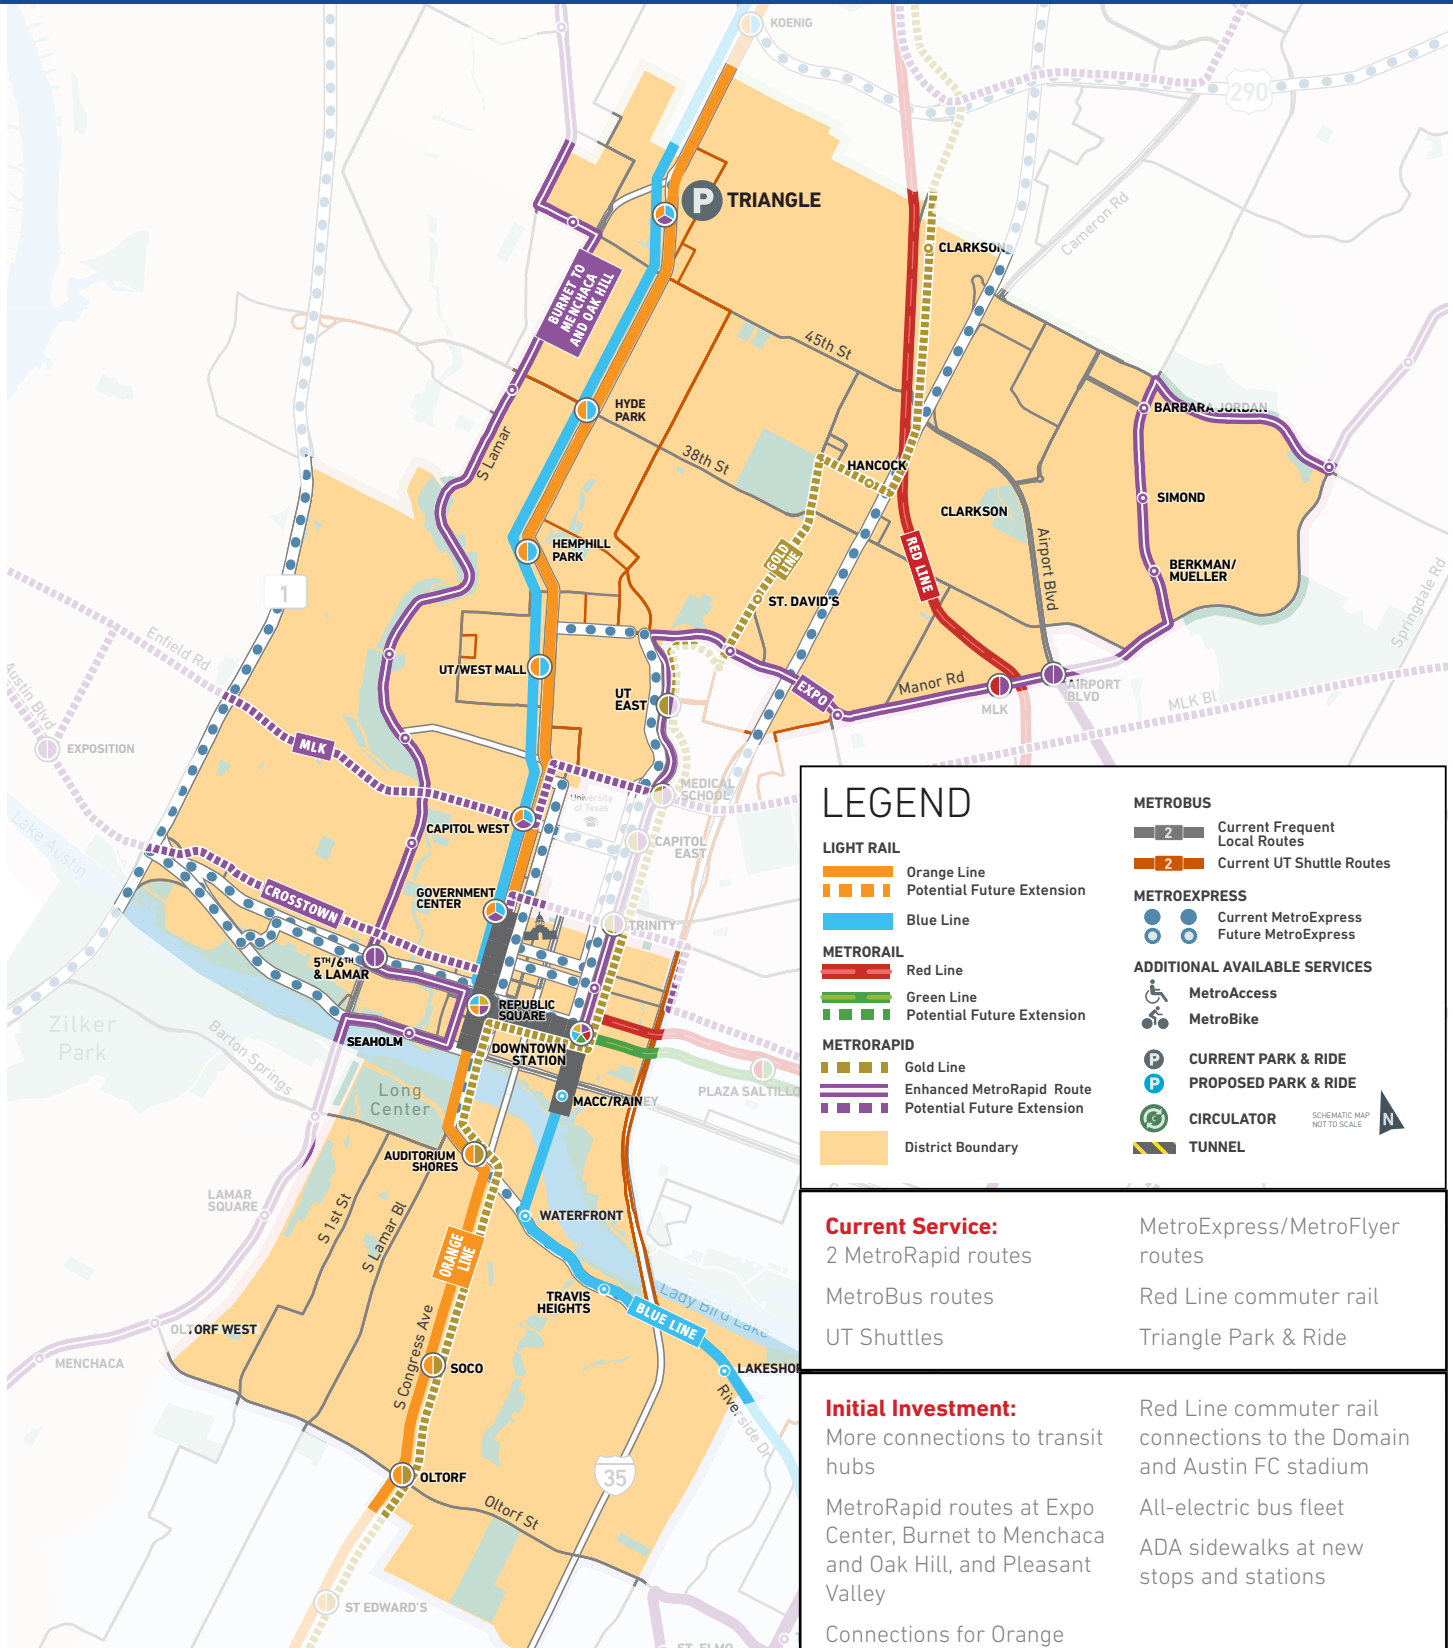 KOENIG
290
TRIANGLE
P
CLARKSON
Cameron Rd
BURNET TO
MENCHACA
AND OAK HILL
45th St
HYDE
PARK
BARBARA JORDAN
S Lamar
38th St
HANCOCK
SIMOND
CLARKSON
HEMPHILL
PARK
GOLD
LINE
RED LINE
Airport Blvd
BERKMAN/
MUELLER
1
ST. DAVID'S
Springdale Rd
Enfield Rd
Austin Blvd
UT/WEST MALL
UT
EAST
EXPO
Manor Rd
MLK
AIRPORT
BLVD
MLK Bl
EXPOSITION
MLK
MEDICAL
SCHOOL
University
of Texas
CAPITOL WEST
CAPITOL
EAST
Lake Austin
CROSSTOWN
GOVERNMENT
CENTER
TRINITY
5TH/6TH
& LAMAR
REPUBLIC
SQUARE
Zilker
Park
SEAHOLM
DOWNTOWN
STATION
Barton Springs
Long
Center
MACC/RAINEY
PLAZA SALTILLO
AUDITORIUM
SHORES
LAMAR
SQUARE
S 1st St
S Lamar Bl
WATERFRONT
ORANGE
LINE
TRAVIS
HEIGHTS
BLUE LINE
Lady Bird Lake
OLTORF WEST
MENCHACA
S Congress Ave
SOCO
LAKESHOR
Riverside Dr
OLTORF
35
Oltorf St
ST EDWARD'S
ST. ELMO
LEGEND
LIGHT RAIL
Orange Line
Potential Future Extension
Blue Line
METRORAIL
Red Line
Green Line
Potential Future Extension
METRORAPID
Gold Line
Enhanced MetroRapid Route
Potential Future Extension
District Boundary
METROBUS
2 Current Frequent
Local Routes
2 Current UT Shuttle Routes
METROEXPRESS
Current MetroExpress
Future MetroExpress
ADDITIONAL AVAILABLE SERVICES
MetroAccess
MetroBike
P CURRENT PARK & RIDE
P PROPOSED PARK & RIDE
CIRCULATOR
SCHEMATIC MAP
NOT TO SCALE
N
TUNNEL
Current Service:
2 MetroRapid routes
MetroBus routes
UT Shuttles
MetroExpress/MetroFlyer
routes
Red Line commuter rail
Triangle Park & Ride
Initial Investment:
More connections to transit
hubs
MetroRapid routes at Expo
Center, Burnet to Menchaca
and Oak Hill, and Pleasant
Valley
Connections for Orange
Red Line commuter rail
connections to the Domain
and Austin FC stadium
All-electric bus fleet
ADA sidewalks at new
stops and stations